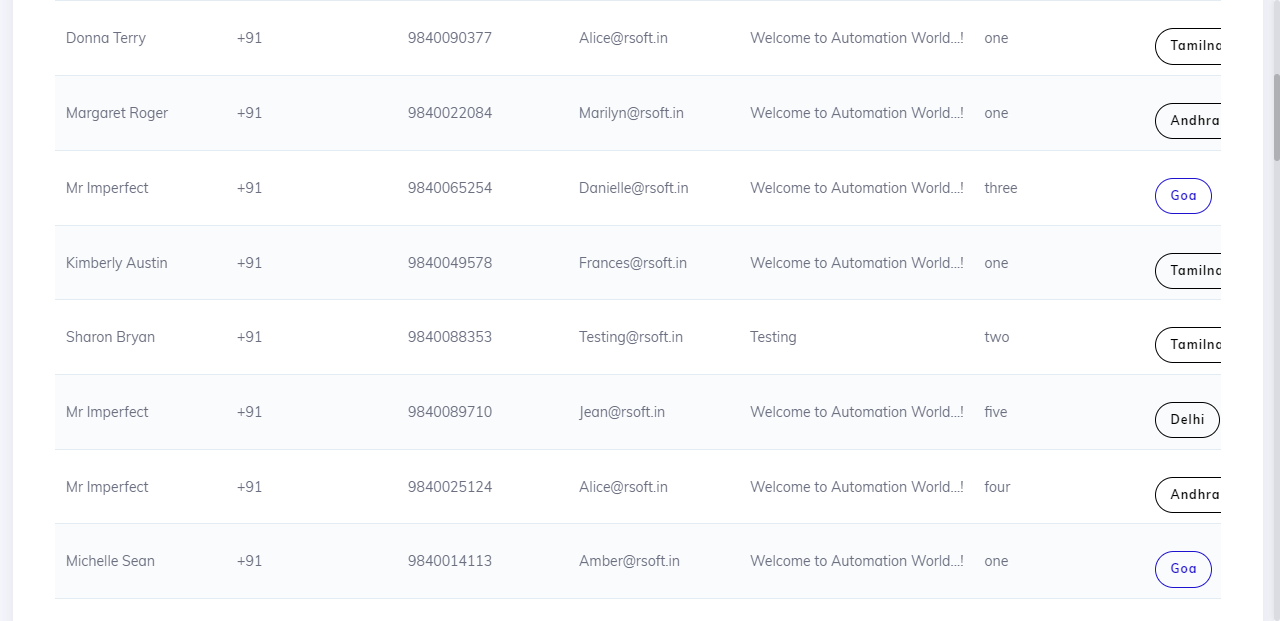 Donna Terry +91 9840090377 Alice@rsoft.in Welcome to Automation World...! one Tamilna
Margaret Roger +91 9840022084 Marilyn@rsoft.in Welcome to Automation World...! one Andhra
Mr Imperfect +91 9840065254 Danielle@rsoft.in Welcome to Automation World...! three Goa
Kimberly Austin +91 9840049578 Frances@rsoft.in Welcome to Automation World...! one Tamilna
Sharon Bryan +91 9840088353 Testing@rsoft.in Testing two Tamilna
Mr Imperfect +91 9840089710 Jean@rsoft.in Welcome to Automation World...! five Delhi
Mr Imperfect +91 9840025124 Alice@rsoft.in Welcome to Automation World...! four Andhra
Michelle Sean +91 9840014113 Amber@rsoft.in Welcome to Automation World...! one Goa